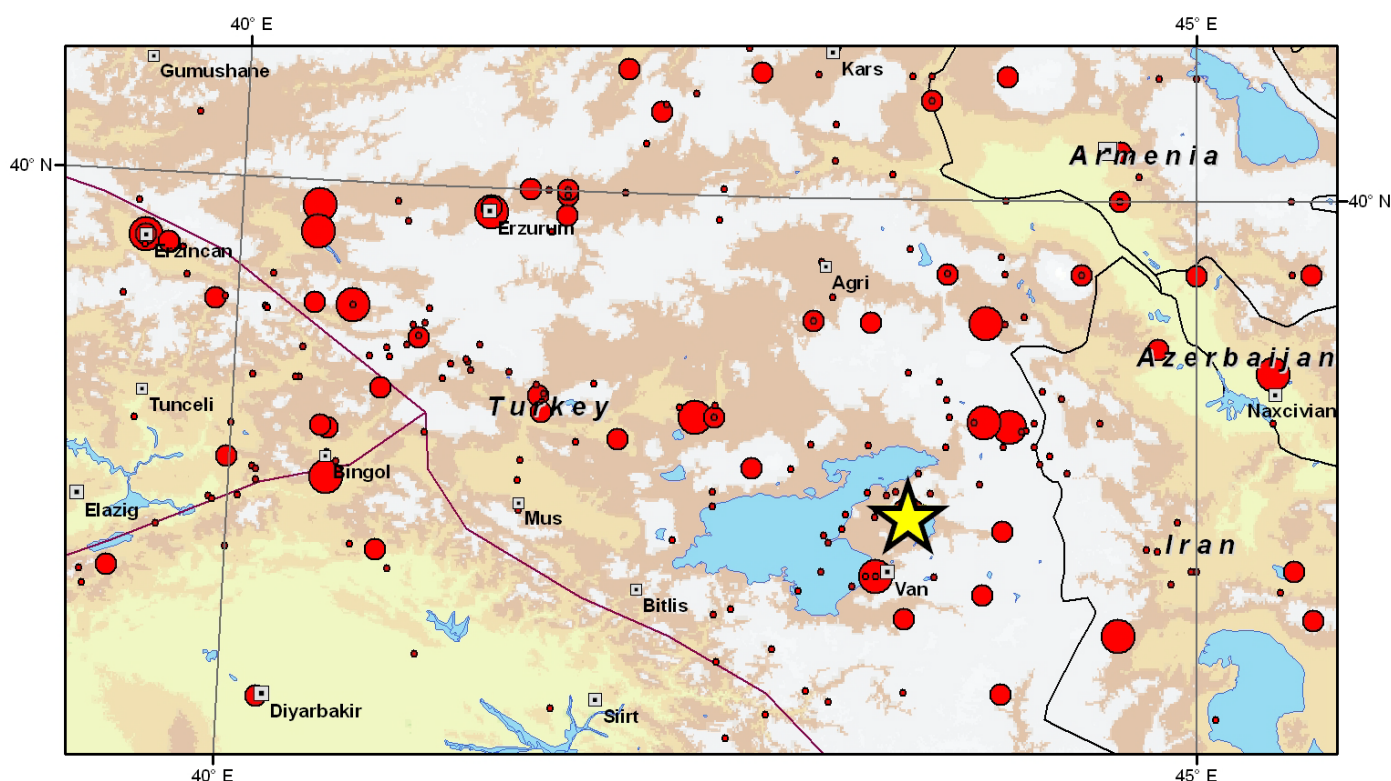 40° E
45° E
Gumushane
Kars
40° N
Armenia
40° N
Erzurum
Erzincan
Agri
Azerbaijan
Tunceli
Turkey
Naxcivian
Bingol
Elazig
Mus
Iran
Van
Bitlis
Diyarbakir
Siirt
40° E
45° E